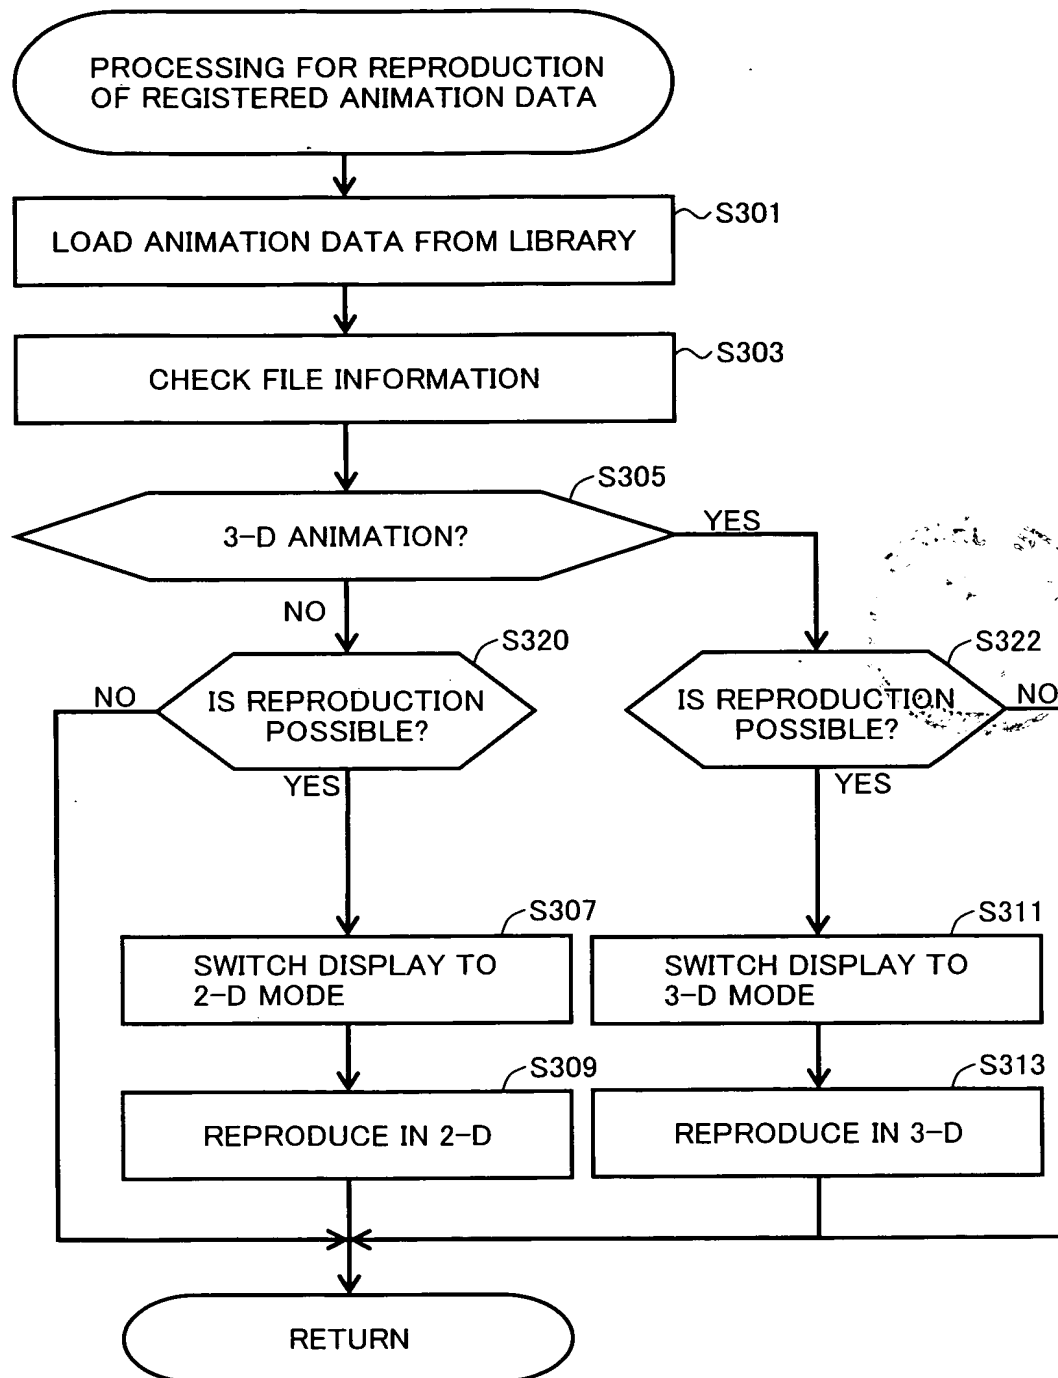 PROCESSING FOR REPRODUCTION
OF REGISTERED ANIMATION DATA
S301
LOAD ANIMATION DATA FROM LIBRARY
S303
CHECK FILE INFORMATION
S305
3-D ANIMATION?
YES
NO
S320
S322
NO
IS REPRODUCTION
POSSIBLE?
IS REPRODUCTION
POSSIBLE?
NO
YES
YES
S307
S311
SWITCH DISPLAY TO
2-D MODE
SWITCH DISPLAY TO
3-D MODE
S309
S313
REPRODUCE IN 2-D
REPRODUCE IN 3-D
RETURN